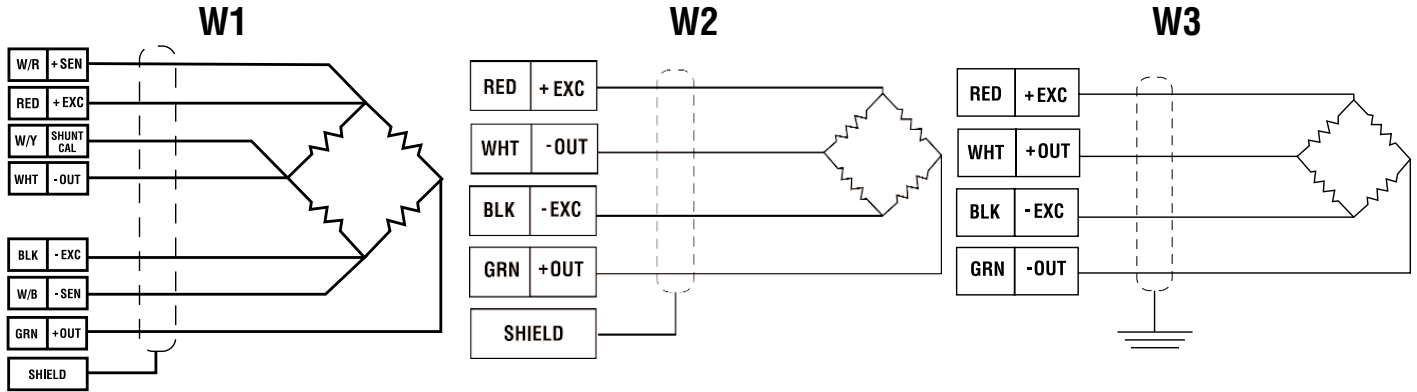 W1
W/R +SEN
RED +EXC
W/Y SHUNT CAL
WHT -OUT
BLK -EXC
W/B -SEN
GRN +OUT
SHIELD
W2
RED +EXC
WHT -OUT
BLK -EXC
GRN +OUT
SHIELD
W3
RED +EXC
WHT +OUT
BLK -EXC
GRN -OUT